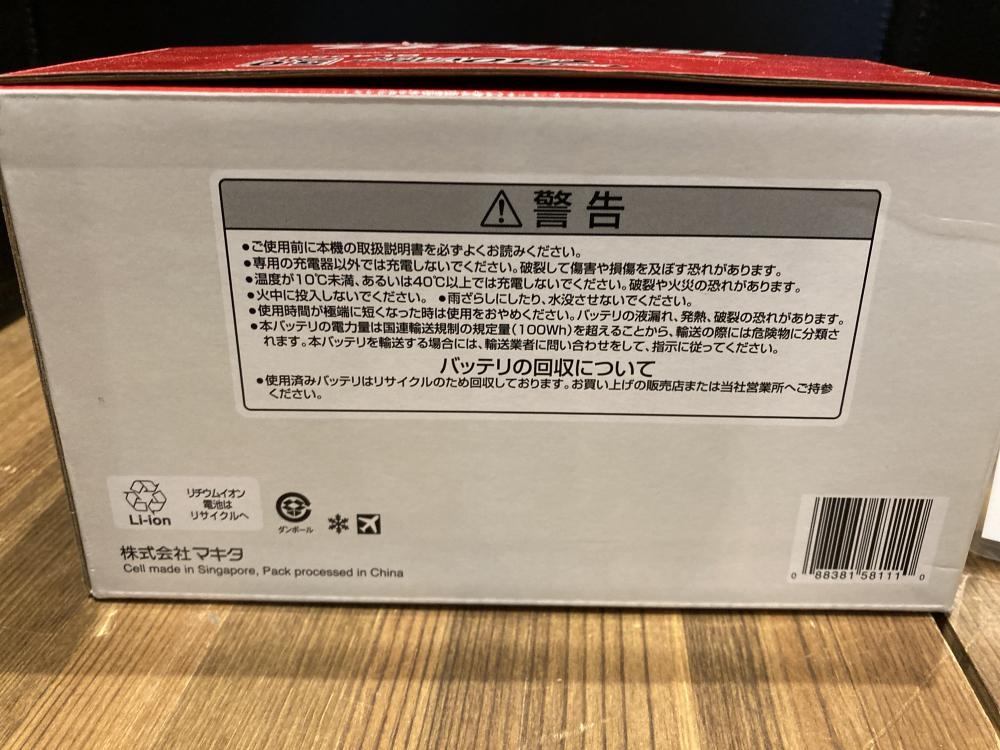 警告
●ご使用前に本機の取扱説明書を必ずよくお読みください。
●専用の充電器以外では充電しないでください。破裂して傷害や損傷を及ぼす恐れがあります。
●温度が10℃未満、あるいは40℃以上では充電しないでください。破裂や火災の恐れがあります。
●火中に投入しないでください。 ●雨ざらしにしたり、水没させないでください。
●使用時間が極端に短くなった時は使用をおやめください。バッテリの液漏れ、発熱、破裂の恐れがあります。
●本バッテリの電力量は国連輸送規制の規定量(100Wh)を超えることから、輸送の際には危険物に分類さ
れます。本バッテリを輸送する場合には、輸送業者に問い合わせをして、指示に従ってください。
バッテリの回収について
●使用済みバッテリはリサイクルのため回収しております。お買い上げの販売店または当社営業所へご持参
ください。
Li-ion
リチウムイオン
電池は
リサイクルへ
ダンボール
株式会社マキタ
Cell made in Singapore, Pack processed in China
0 88381 58111 0